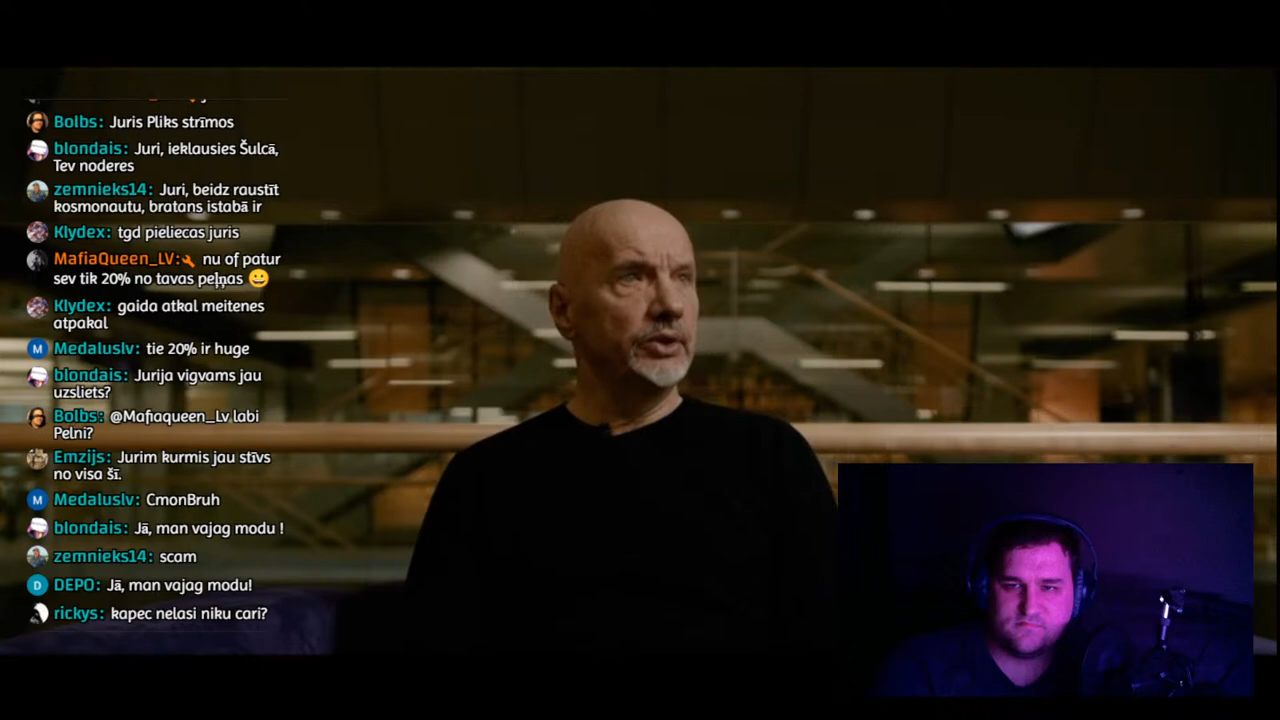 Bolbs: Juris Pliks strīmos
blondais: Juri, ieklausies Šulcā,
Tev noderes
zemnieks14: Juri, beidz raustīt
kosmonautu, bratans istabā ir
Klydex: tgd pieliecas juris
MafiaQueen_LV: nu of patur
sev tik 20% no tavas peļņas 😀
Klydex: gaida atkal meitenes
atpakal
M Medaluslv: tie 20% ir huge
blondais: Jurija vigvams jau
uzsliets?
Bolbs: @Mafiaqueen_Lv labi
Pelni?
Emzijs: Jurim kurmis jau stīvs
no visa šī.
M Medaluslv: CmonBruh
blondais: Jā, man vajag modu !
zemnieks14: scam
D DEPO: Jā, man vajag modu!
rickys: kapec nelasi niku cari?